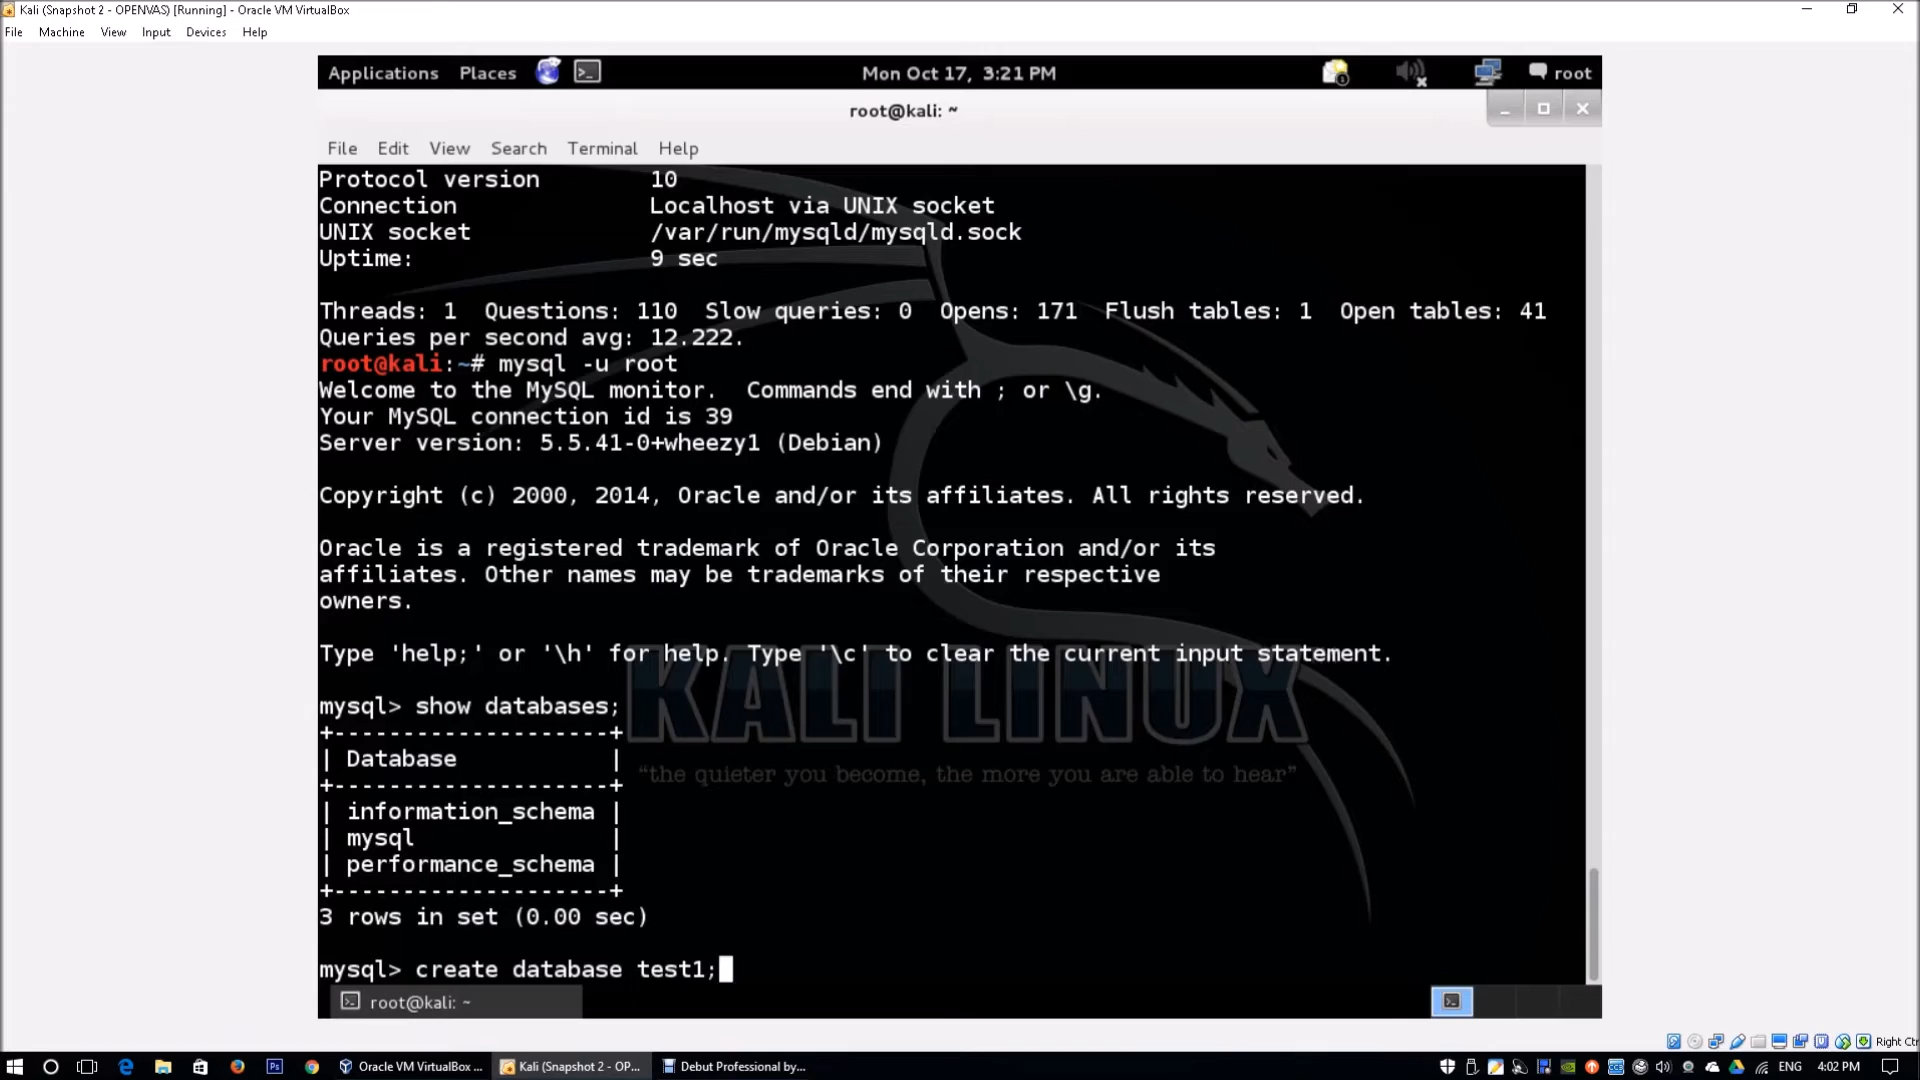 Kali (Snapshot 2 - OPENVAS) [Running] - Oracle VM VirtualBox
File Machine View Input Devices Help
Applications Places Mon Oct 17, 3:21 PM root
root@kali: ~
File Edit View Search Terminal Help
Protocol version 10
Connection Localhost via UNIX socket
UNIX socket /var/run/mysqld/mysqld.sock
Uptime: 9 sec
Threads: 1 Questions: 110 Slow queries: 0 Opens: 171 Flush tables: 1 Open tables: 41
Queries per second avg: 12.222.
root@kali:~# mysql -u root
Welcome to the MySQL monitor. Commands end with ; or \g.
Your MySQL connection id is 39
Server version: 5.5.41-0+wheezy1 (Debian)
Copyright (c) 2000, 2014, Oracle and/or its affiliates. All rights reserved.
Oracle is a registered trademark of Oracle Corporation and/or its
affiliates. Other names may be trademarks of their respective
owners.
Type 'help;' or '\h' for help. Type '\c' to clear the current input statement.
KALI LINUX
“the quieter you become, the more you are able to hear”
mysql> show databases;
+--------------------+
| Database           |
+--------------------+
| information_schema |
| mysql              |
| performance_schema |
+--------------------+
3 rows in set (0.00 sec)
mysql> create database test1;
root@kali: ~
Right Ctr
Oracle VM VirtualBox ... Kali (Snapshot 2 - OP... Debut Professional by... ENG 4:02 PM